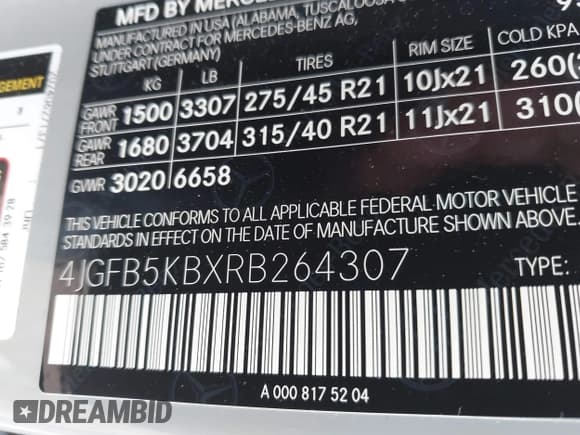 MFD BY MERCE
MANUFACTURED IN USA (ALABAMA, TUSCALOOSA
UNDER CONTRACT FOR MERCEDES-BENZ AG,
STUTTGART (GERMANY)
KG LB TIRES RIM SIZE COLD KPA
GAWR FRONT 1500 3307 275/45 R21 10Jx21 260(
GAWR REAR 1680 3704 315/40 R21 11Jx21 310
GVWR 3020 6658
THIS VEHICLE CONFORMS TO ALL APPLICABLE FEDERAL MOTOR VEHICLE
STANDARDS IN EFFECT ON THE DATE OF MANUFACTURE SHOWN ABOVE
4JGFB5KBXRB264307 TYPE:
A 000 817 52 04
DREAMBID